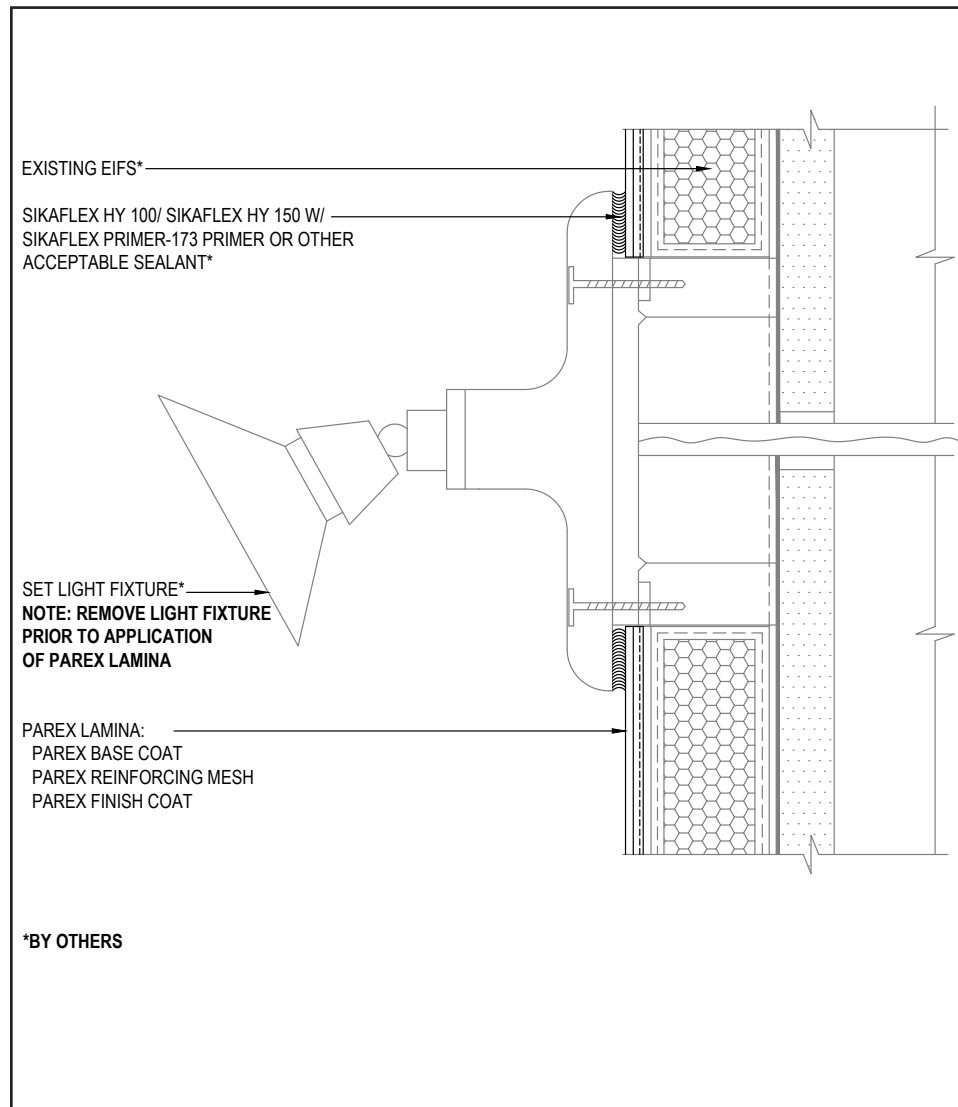 EXISTING EIFS*
SIKAFLEX HY 100/ SIKAFLEX HY 150 W/
SIKAFLEX PRIMER-173 PRIMER OR OTHER
ACCEPTABLE SEALANT*
SET LIGHT FIXTURE*
NOTE: REMOVE LIGHT FIXTURE
PRIOR TO APPLICATION
OF PAREX LAMINA
PAREX LAMINA:
PAREX BASE COAT
PAREX REINFORCING MESH
PAREX FINISH COAT
*BY OTHERS